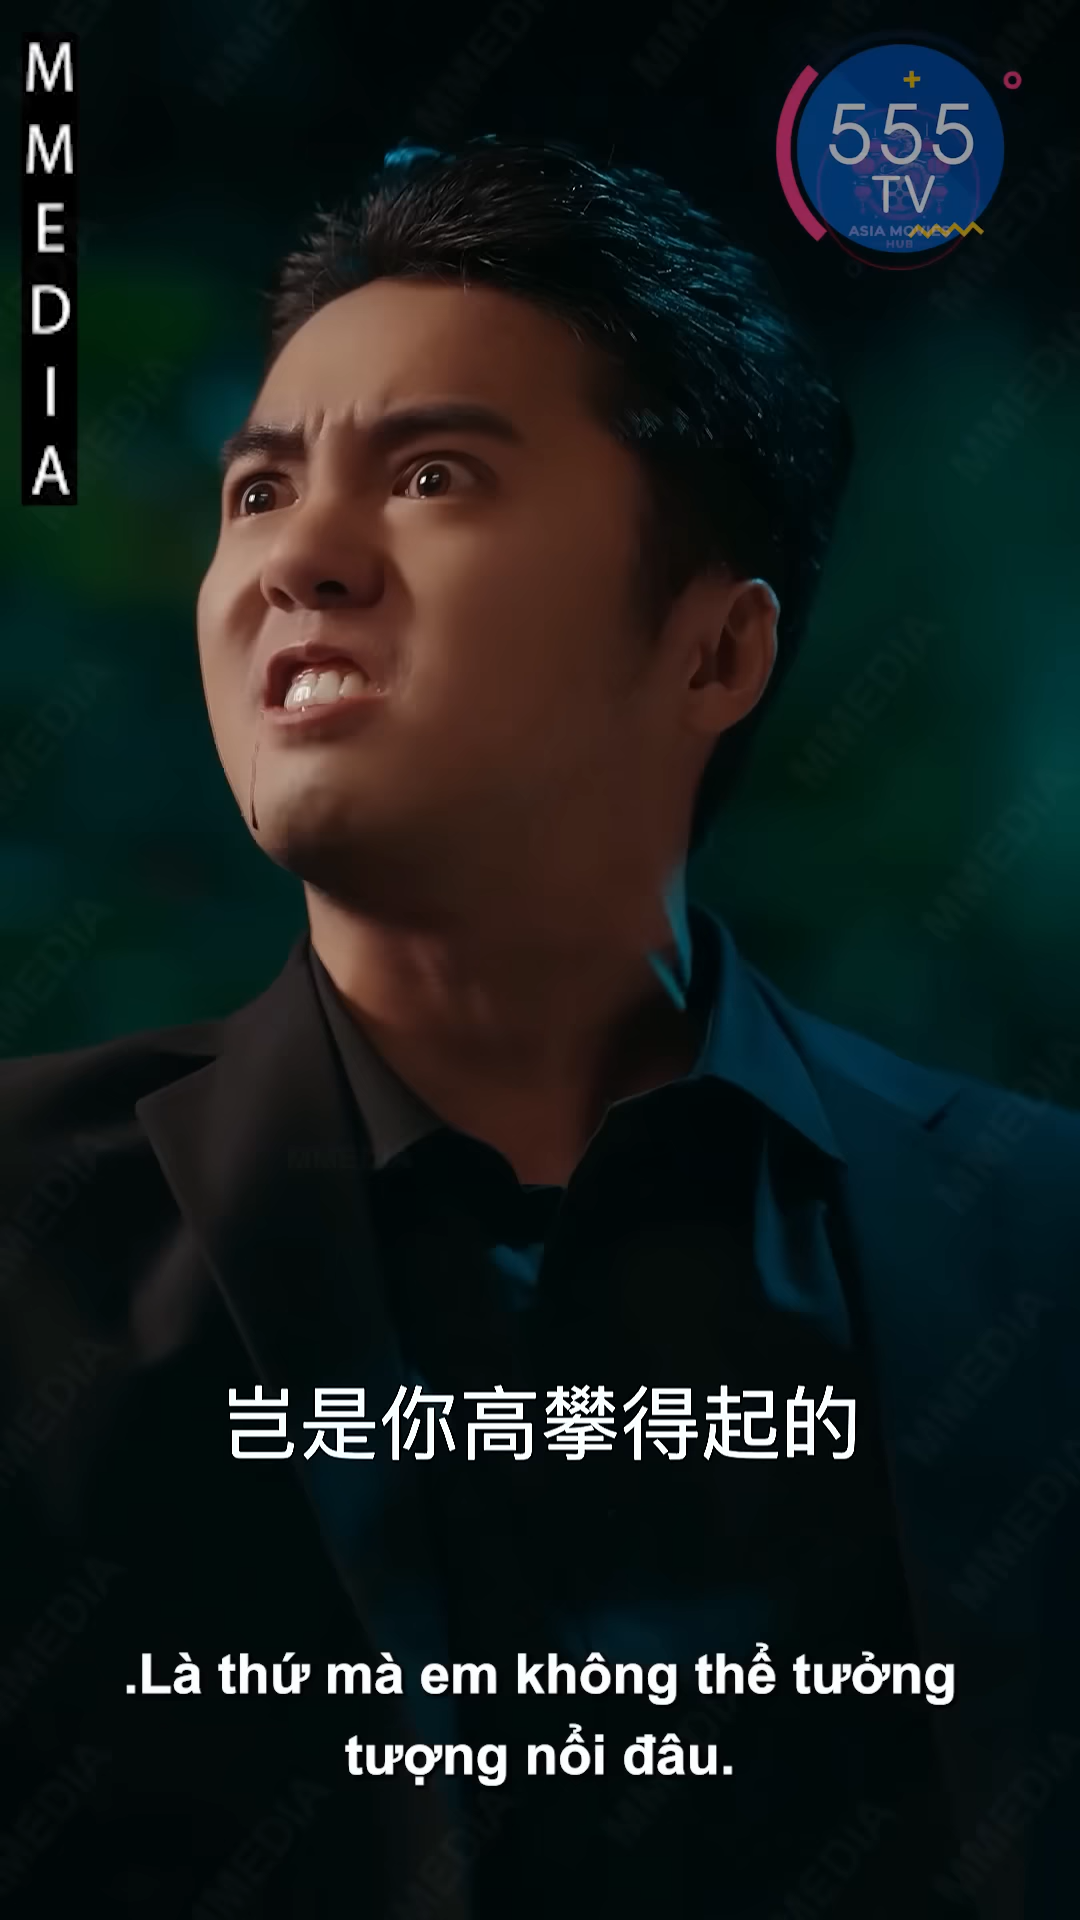 MMEDIA
555
TV
ASIA MOVIES
HUB
岂是你高攀得起的
.Là thứ mà em không thể tưởng
tượng nổi đâu.